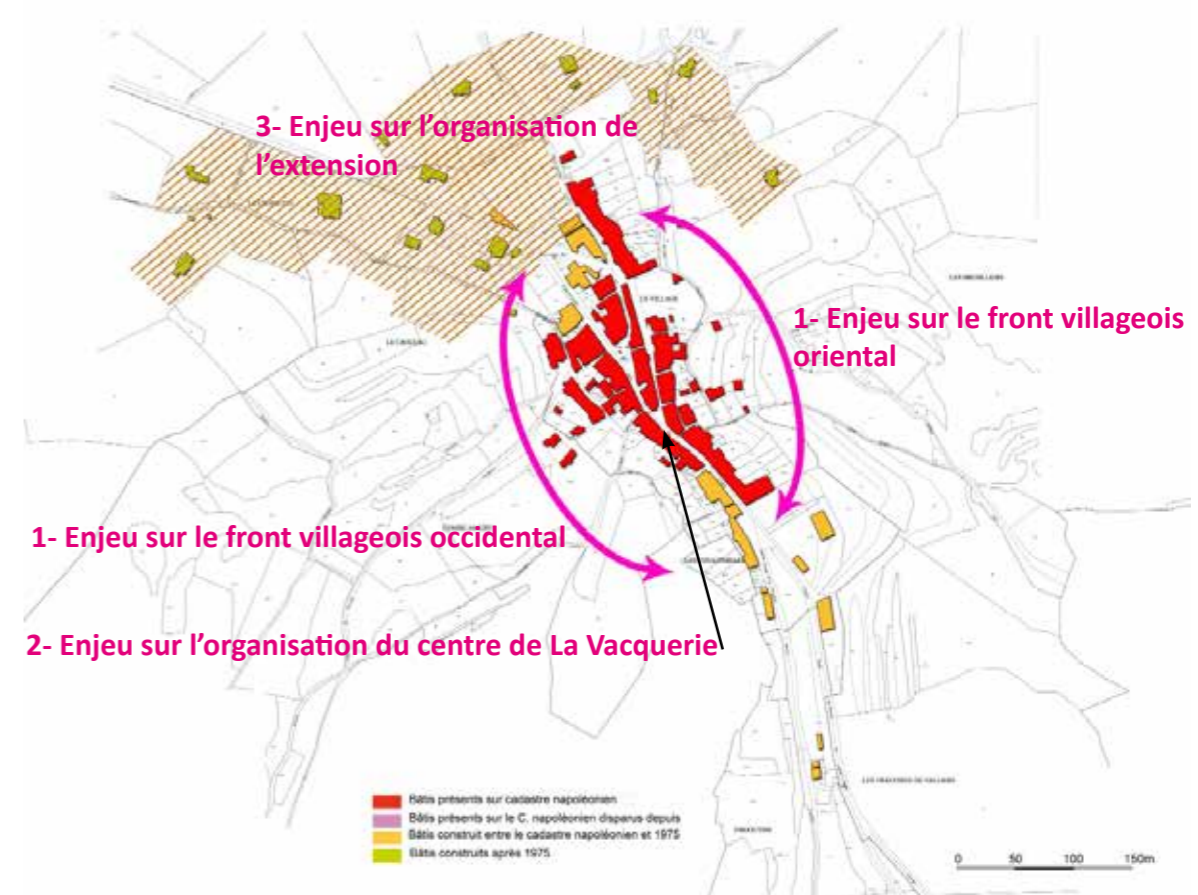 3- Enjeu sur l'organisation de
l'extension
LE VILLAGE
1- Enjeu sur le front villageois
oriental
1- Enjeu sur le front villageois occidental
2- Enjeu sur l'organisation du centre de La Vacquerie
Bâtis présents sur cadastre napoléonien
Bâtis présents sur le C. napoléonien disparus depuis
Bâtis construit entre le cadastre napoléonien et 1975
Bâtis construits après 1975
0 50 100 150m